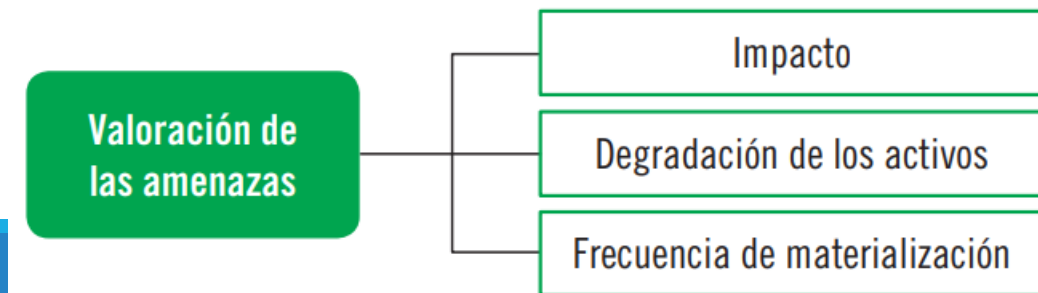 Valoración de
las amenazas
Impacto
Degradación de los activos
Frecuencia de materialización